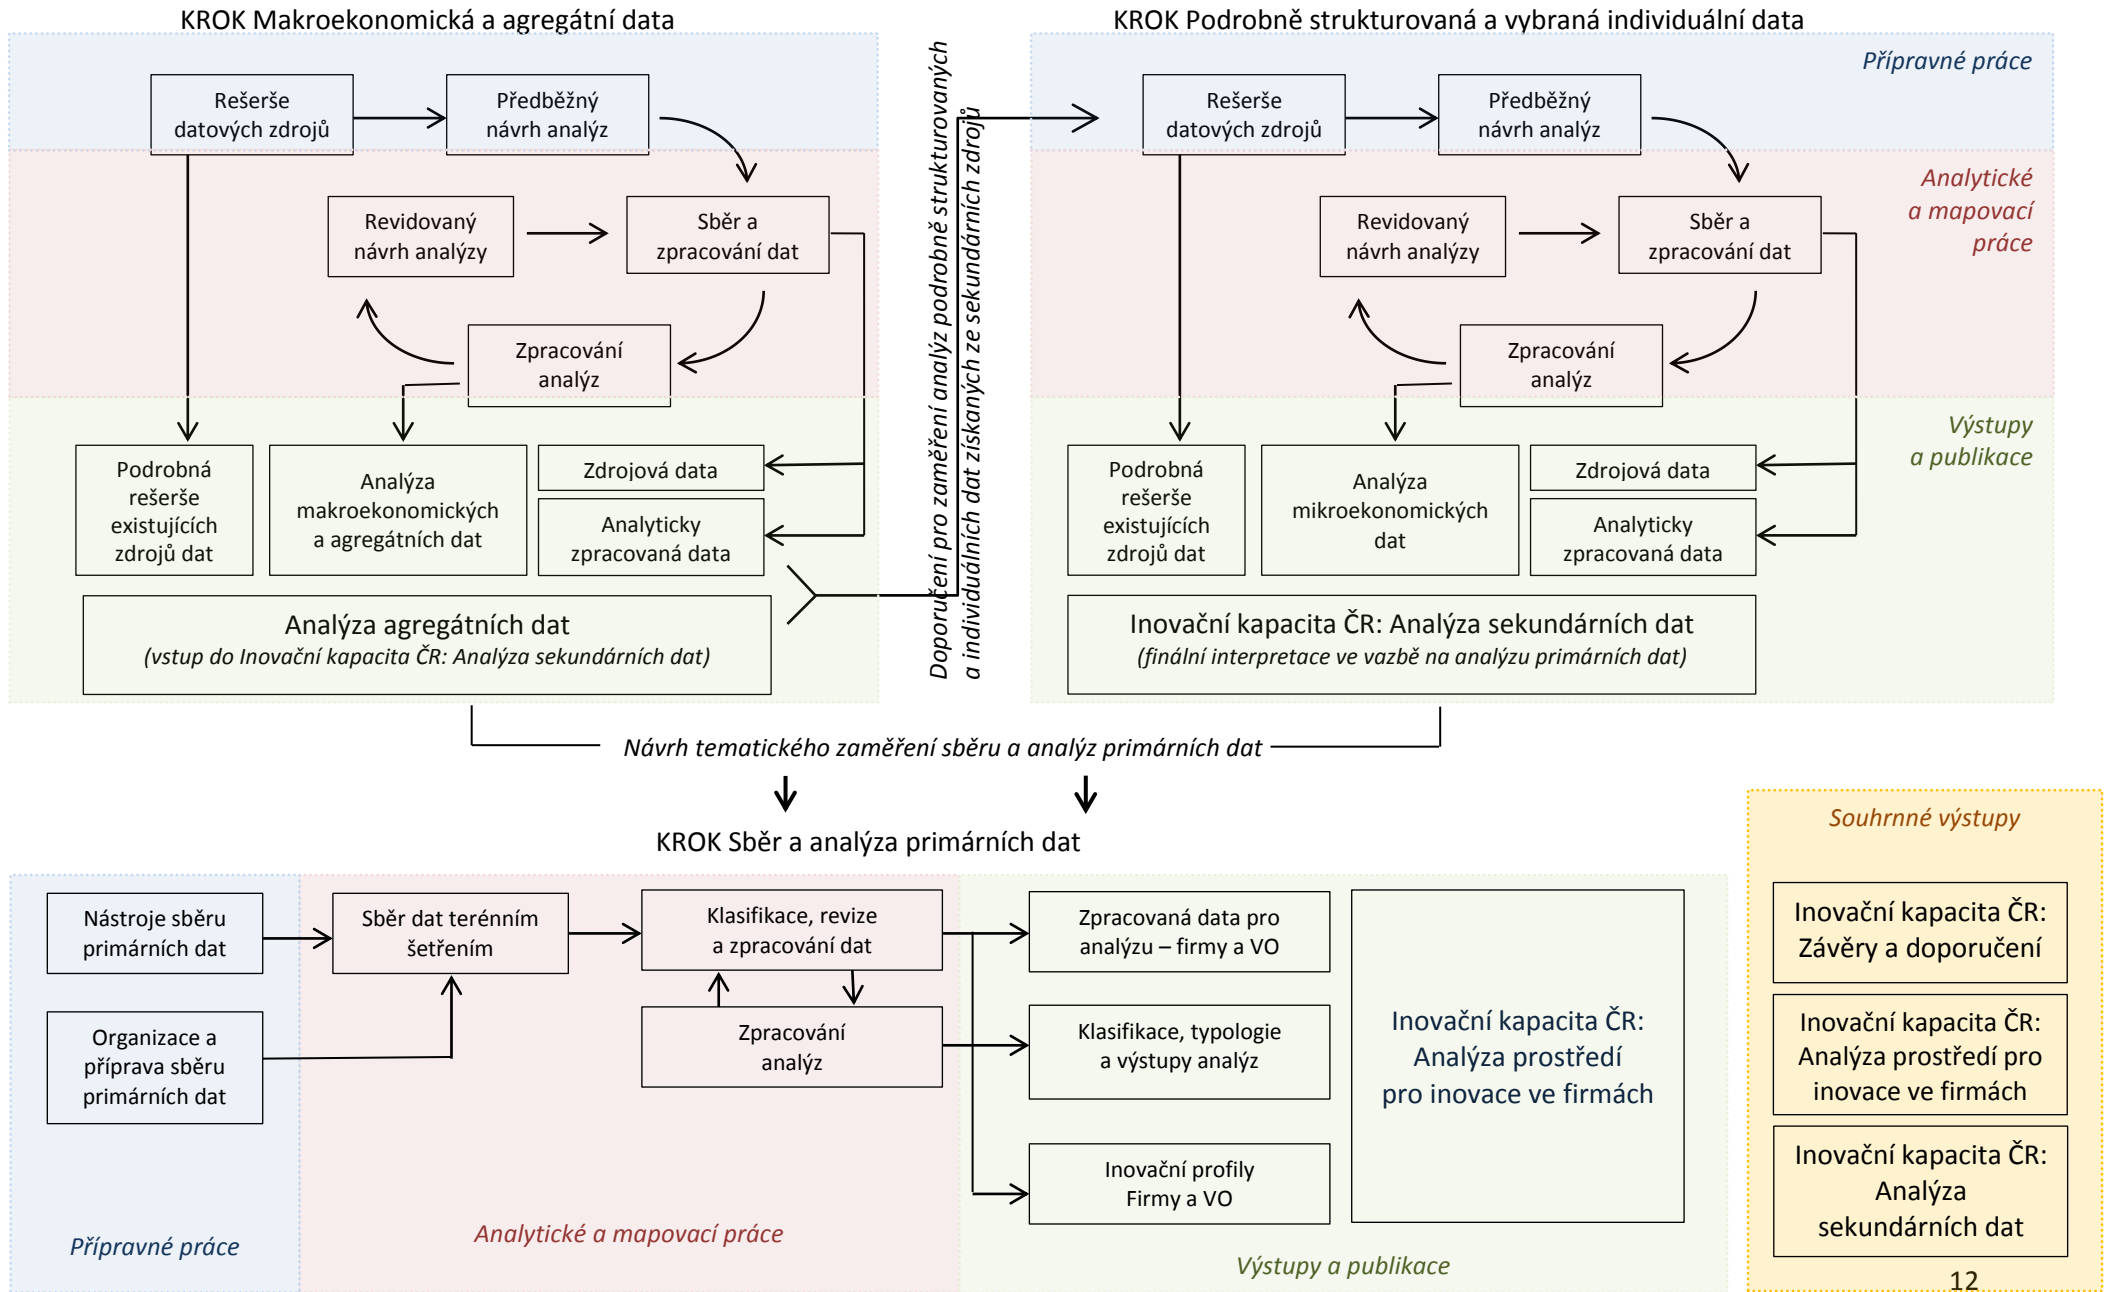 KROK Makroekonomická a agregátní data
Rešerše
datových zdrojů
Předběžný
návrh analýz
Revidovaný
návrh analýzy
Sběr a
zpracování dat
Zpracování
analýz
Podrobná
rešerše
existujících
zdrojů dat
Analýza
makroekonomických
a agregátních dat
Zdrojová data
Analyticky
zpracovaná data
Analýza agregátních dat
(vstup do Inovační kapacita ČR: Analýza sekundárních dat)
Doporučení pro zaměření analýz podrobně strukturovaných
a individuálních dat získaných ze sekundárních zdrojů
KROK Podrobně strukturovaná a vybraná individuální data
Přípravné práce
Rešerše
datových zdrojů
Předběžný
návrh analýz
Analytické
a mapovací
práce
Revidovaný
návrh analýzy
Sběr a
zpracování dat
Zpracování
analýz
Výstupy
a publikace
Podrobná
rešerše
existujících
zdrojů dat
Analýza
mikroekonomických
dat
Zdrojová data
Analyticky
zpracovaná data
Inovační kapacita ČR: Analýza sekundárních dat
(finální interpretace ve vazbě na analýzu primárních dat)
Návrh tematického zaměření sběru a analýz primárních dat
KROK Sběr a analýza primárních dat
Nástroje sběru
primárních dat
Organizace a
příprava sběru
primárních dat
Přípravné práce
Sběr dat terénním
šetřením
Klasifikace, revize
a zpracování dat
Zpracování
analýz
Analytické a mapovací práce
Zpracovaná data pro
analýzu – firmy a VO
Klasifikace, typologie
a výstupy analýz
Inovační profily
Firmy a VO
Inovační kapacita ČR:
Analýza prostředí
pro inovace ve firmách
Výstupy a publikace
Souhrnné výstupy
Inovační kapacita ČR:
Závěry a doporučení
Inovační kapacita ČR:
Analýza prostředí pro
inovace ve firmách
Inovační kapacita ČR:
Analýza
sekundárních dat
12